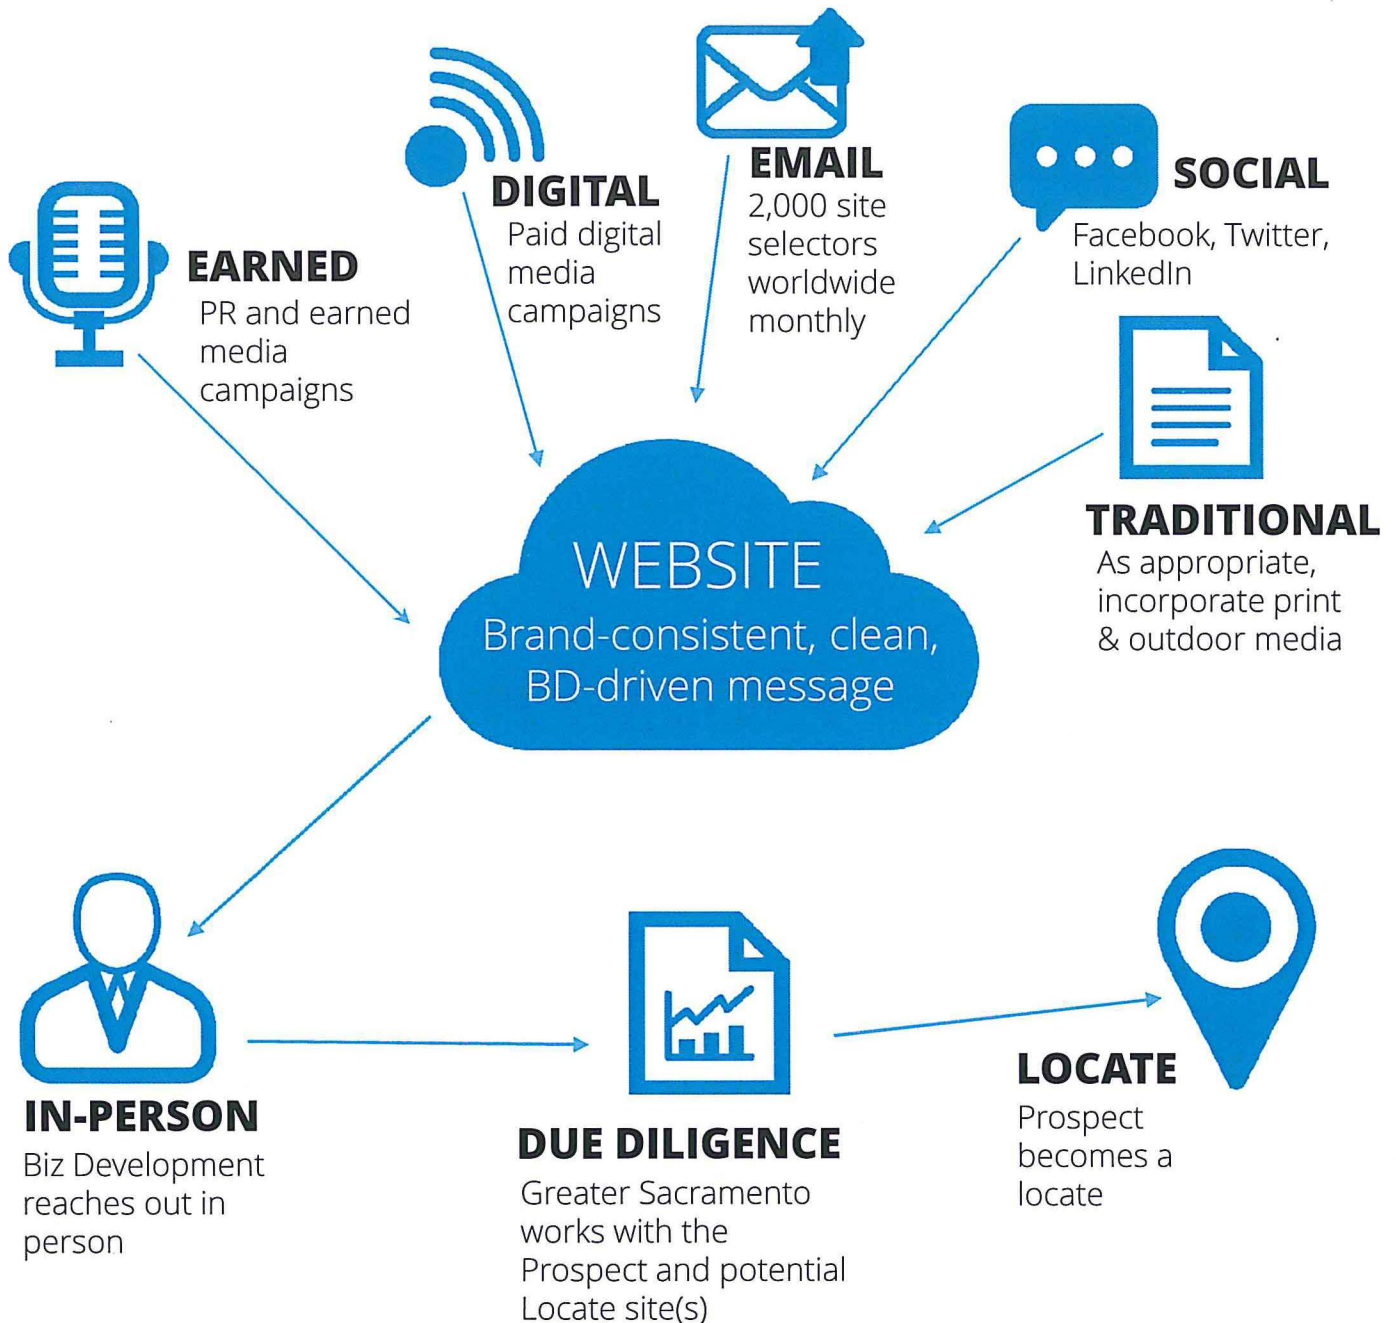 EARNED
PR and earned
media
campaigns
DIGITAL
Paid digital
media
campaigns
EMAIL
2,000 site
selectors
worldwide
monthly
SOCIAL
Facebook, Twitter,
LinkedIn
TRADITIONAL
As appropriate,
incorporate print
& outdoor media
WEBSITE
Brand-consistent, clean,
BD-driven message
IN-PERSON
Biz Development
reaches out in
person
DUE DILIGENCE
Greater Sacramento
works with the
Prospect and potential
Locate site(s)
LOCATE
Prospect
becomes a
locate